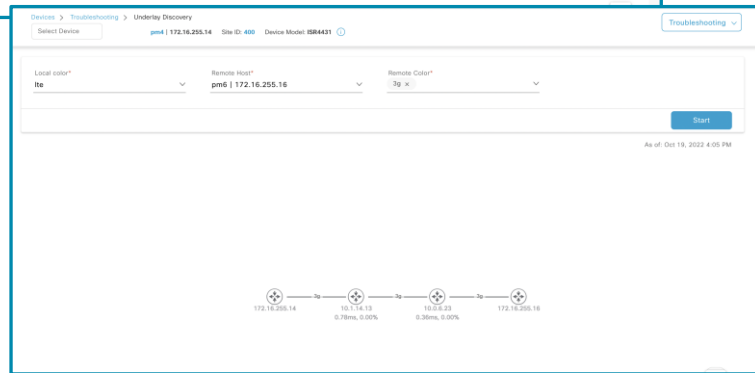 Devices > Troubleshooting > Underlay Discovery
Select Device
pm4 | 172.16.255.14 Site ID: 400 Device Model: ISR4431
Troubleshooting
Local color* Remote Host* Remote Color*
lte pm6 | 172.16.255.16 3g ×
Start
As of: Oct 19, 2022 4:05 PM
3g 3g 3g
172.16.255.14 10.1.14.13 10.0.6.23 172.16.255.16
0.78ms, 0.00% 0.36ms, 0.00%